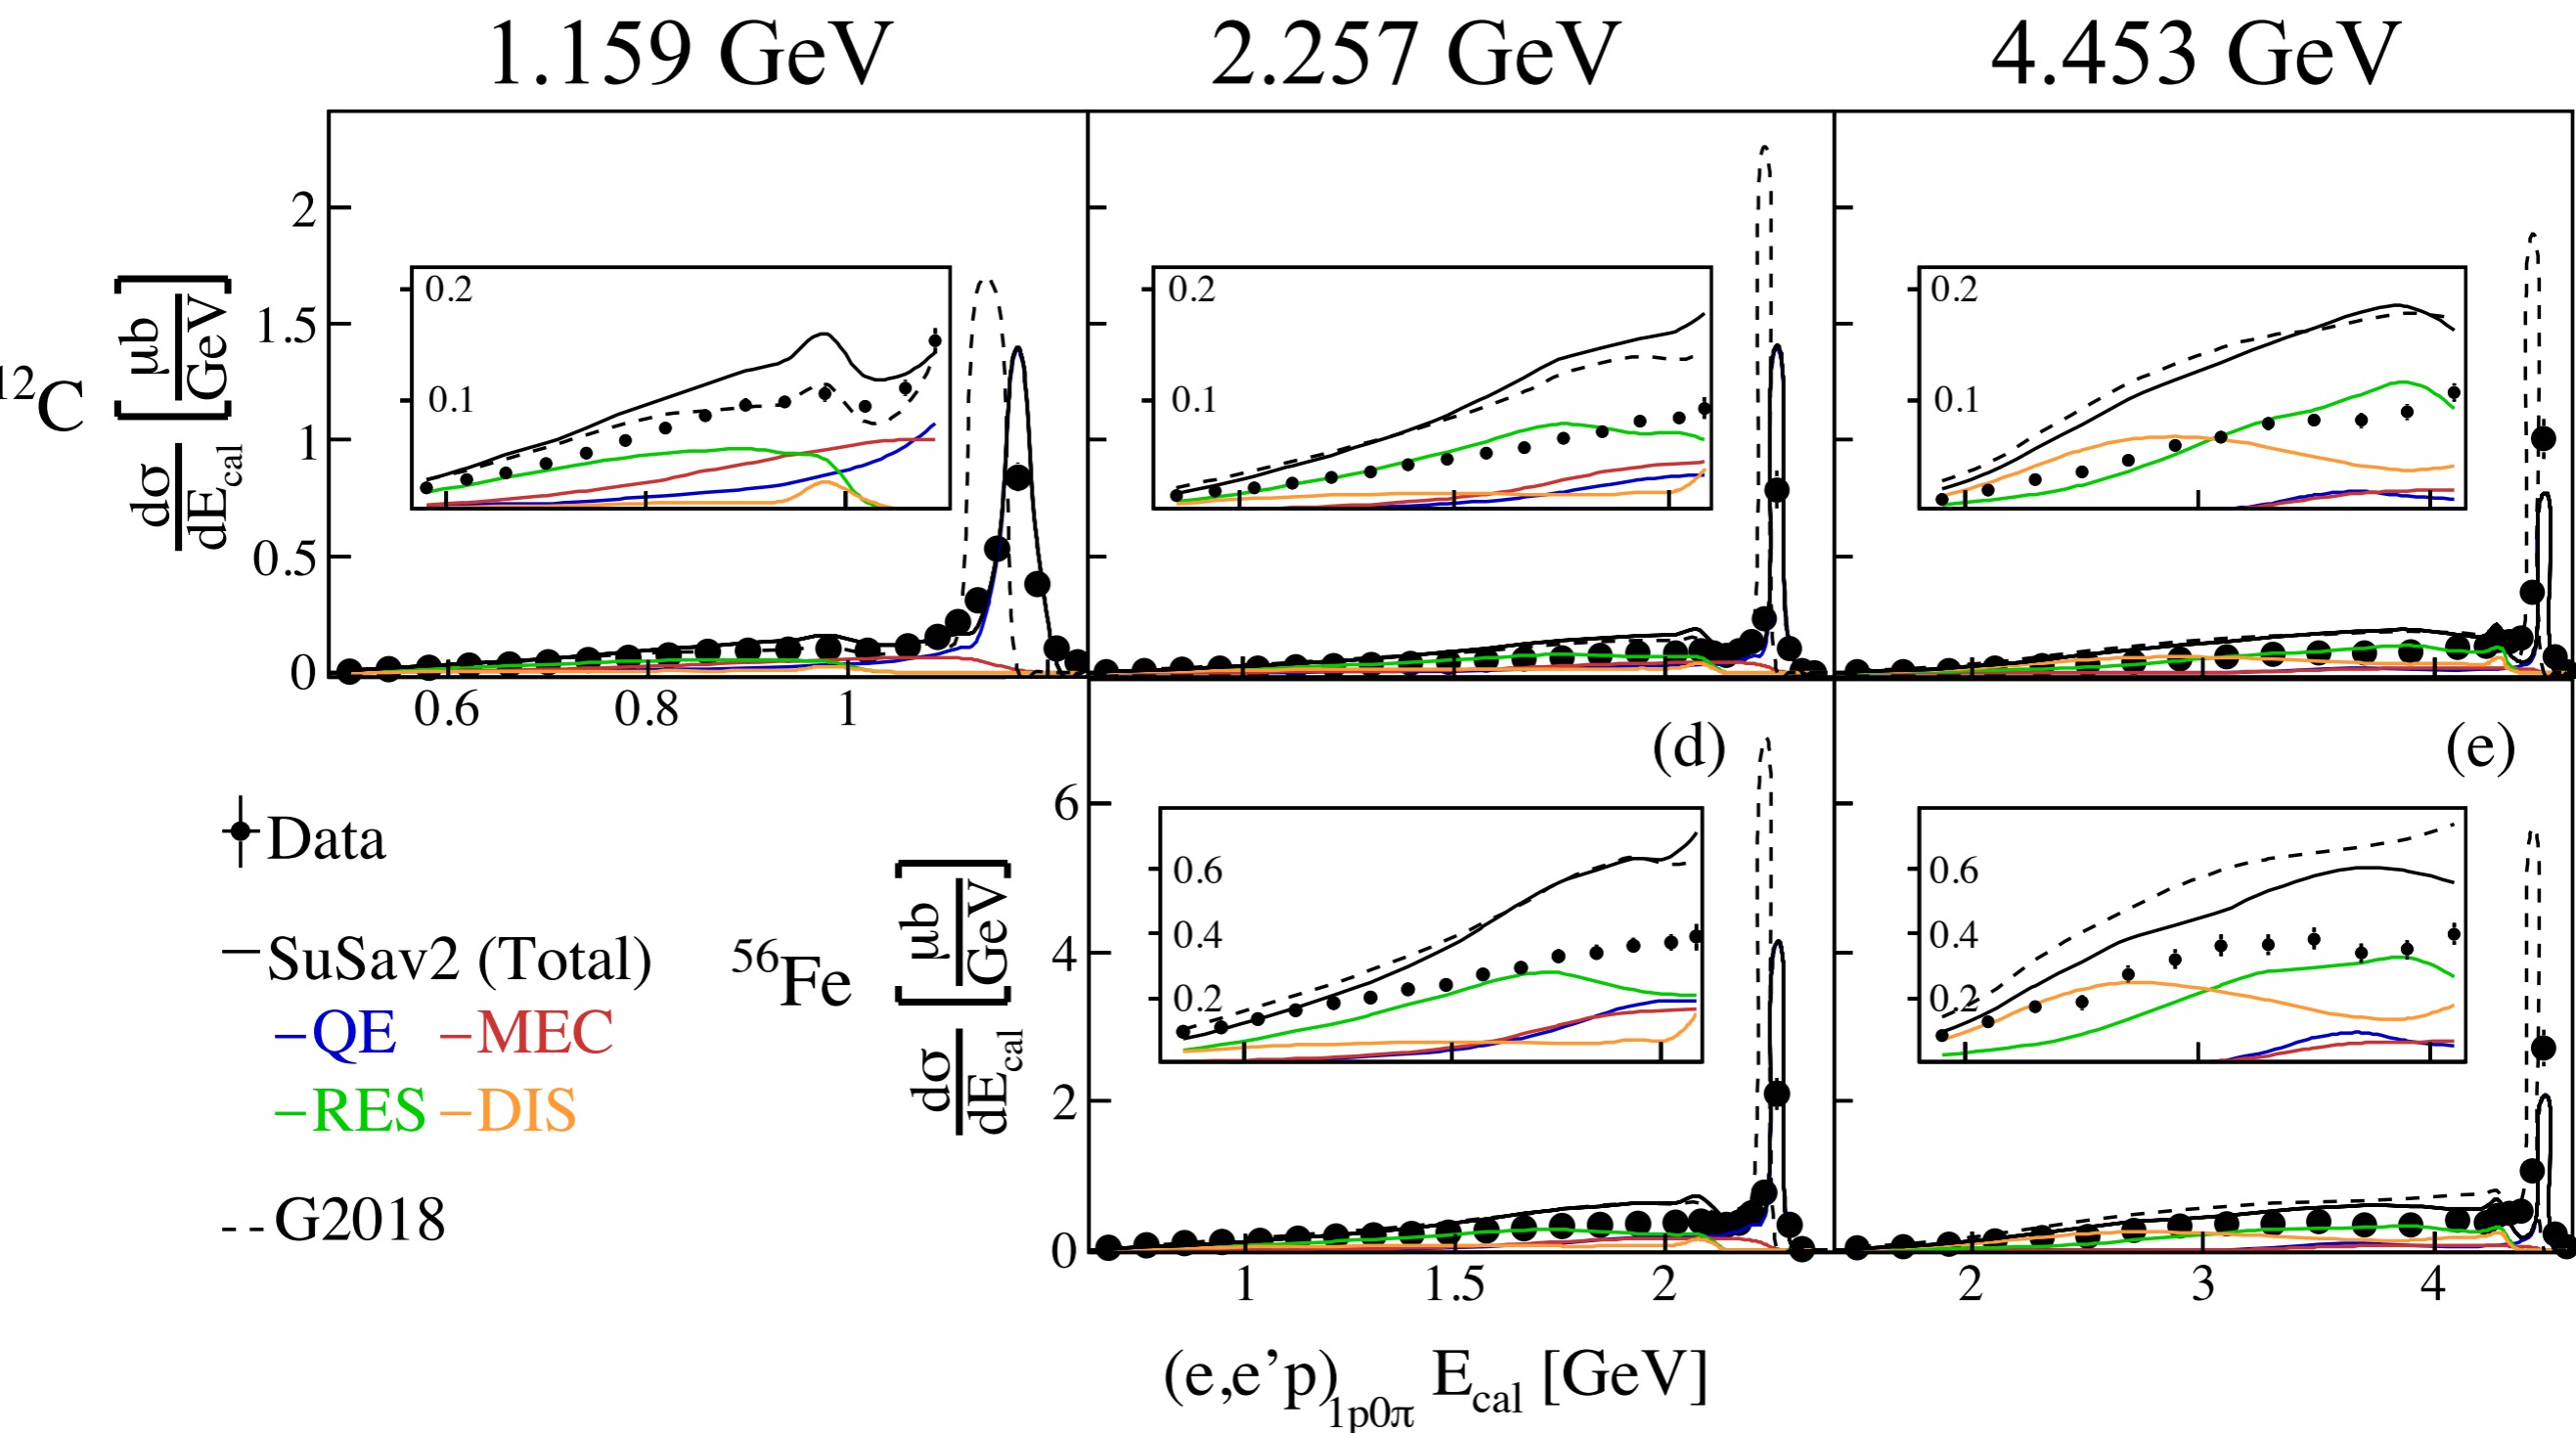 1.159 GeV 2.257 GeV 4.453 GeV
2
1.5
1
0.5
0
12C
dσ/dEcal [μb/GeV]
0.2
0.1
0.2
0.1
0.2
0.1
0.6 0.8 1
(d) (e)
Data
SuSav2 (Total)
QE MEC
RES DIS
G2018
56Fe
dσ/dEcal [μb/GeV]
6
4
2
0
0.6
0.4
0.2
0.6
0.4
0.2
1 1.5 2 2 3 4
(e,e’p)1p0π Ecal [GeV]